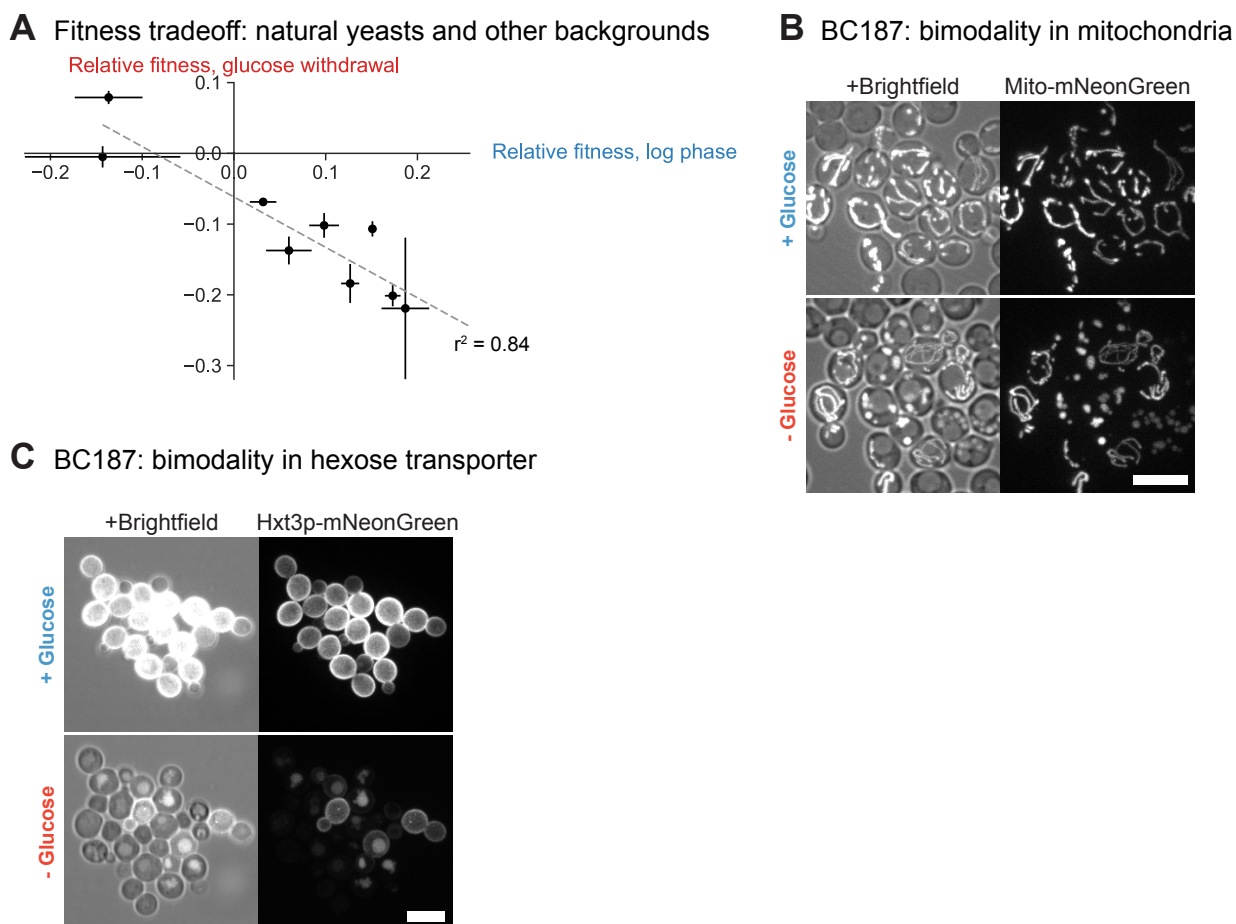 A Fitness tradeoff: natural yeasts and other backgrounds
Relative fitness, glucose withdrawal
0.1
0.0
−0.2
−0.1
0.0
0.1
0.2
Relative fitness, log phase
−0.1
−0.2
−0.3
r² = 0.84
B BC187: bimodality in mitochondria
+Brightfield Mito-mNeonGreen
+ Glucose
- Glucose
C BC187: bimodality in hexose transporter
+Brightfield Hxt3p-mNeonGreen
+ Glucose
- Glucose